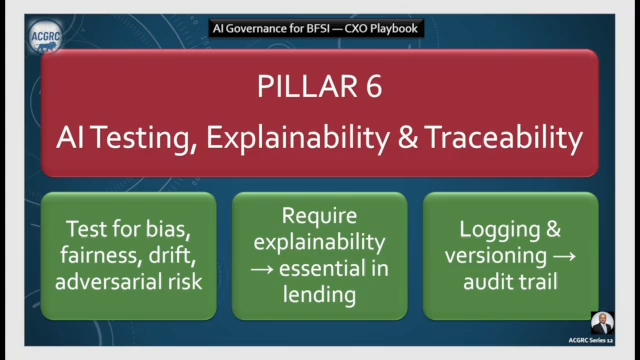 AI Governance for BFSI — CXO Playbook
ACGRC
PILLAR 6
AI Testing, Explainability & Traceability
Test for bias,
fairness, drift,
adversarial risk
Require
explainability
→ essential in
lending
Logging &
versioning →
audit trail
ACGRC Series 12